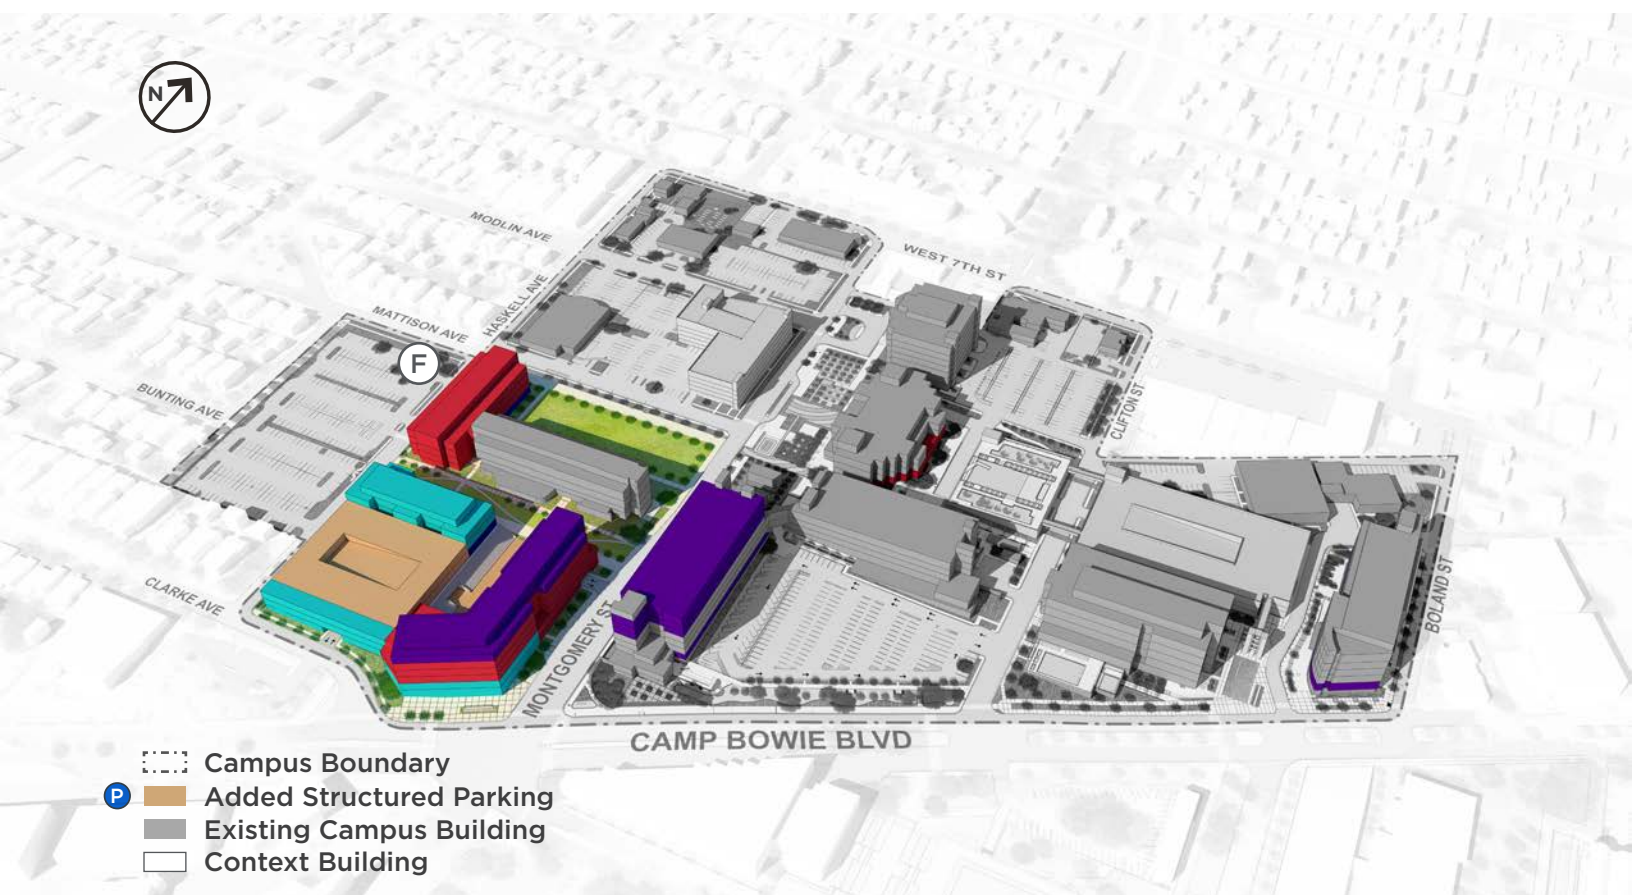 N
MODLIN AVE
WEST 7TH ST
HASKELL AVE
MATTISON AVE
F
BUNTING AVE
CLIFTON ST
CLARKE AVE
BOLAND ST
MONTGOMERY ST
CAMP BOWIE BLVD
Campus Boundary
P Added Structured Parking
Existing Campus Building
Context Building